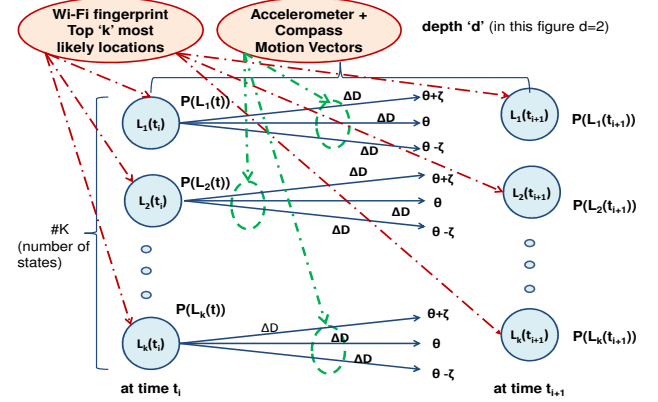 Wi-Fi fingerprint
Top 'k' most
likely locations
Accelerometer +
Compass
Motion Vectors
depth 'd' (in this figure d=2)
P(L1(t))
ΔD
θ+ζ
L1(ti)
ΔD
θ
ΔD
θ -ζ
L1(ti+1)
P(L1(ti+1))
P(L2(t))
ΔD
θ+ζ
L2(ti)
ΔD
θ
ΔD
θ -ζ
L2(ti+1)
P(L2(ti+1))
#K
(number of
states)
P(Lk(t))
ΔD
θ+ζ
Lk(ti)
ΔD
θ
ΔD
θ -ζ
Lk(ti+1)
P(Lk(ti+1))
at time ti
at time ti+1